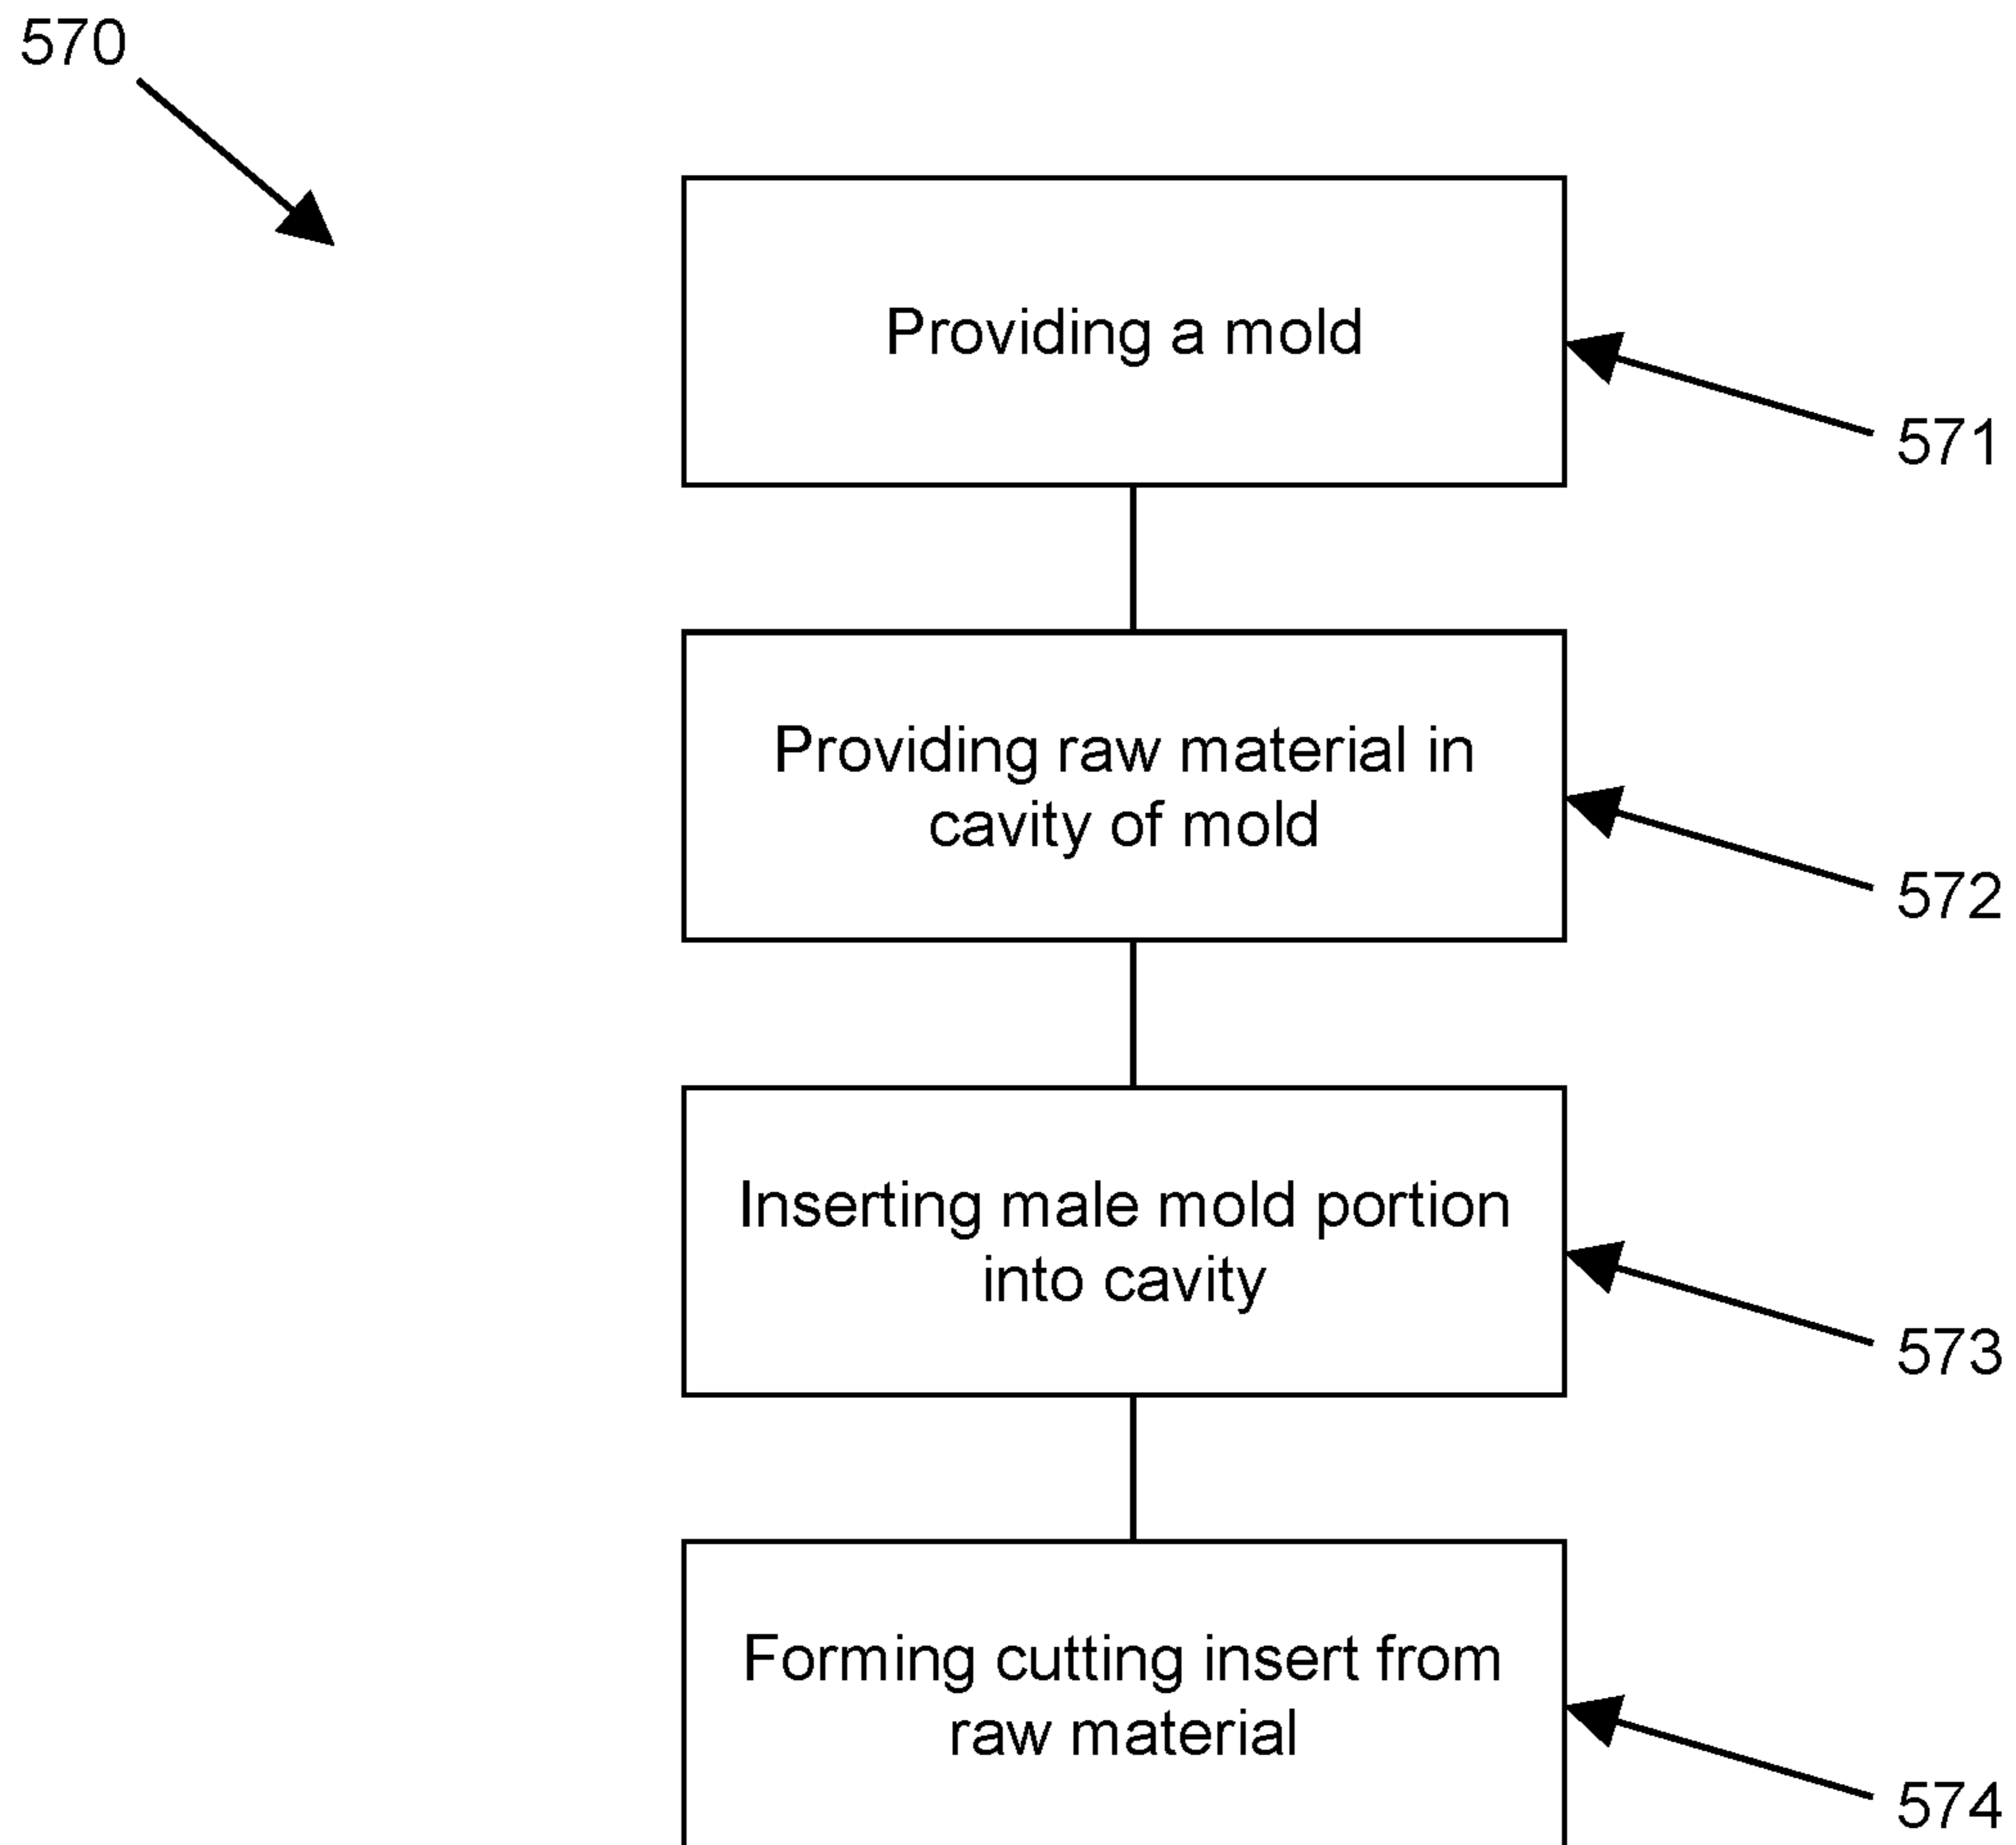 570
Providing a mold
571
Providing raw material in
cavity of mold
572
Inserting male mold portion
into cavity
573
Forming cutting insert from
raw material
574